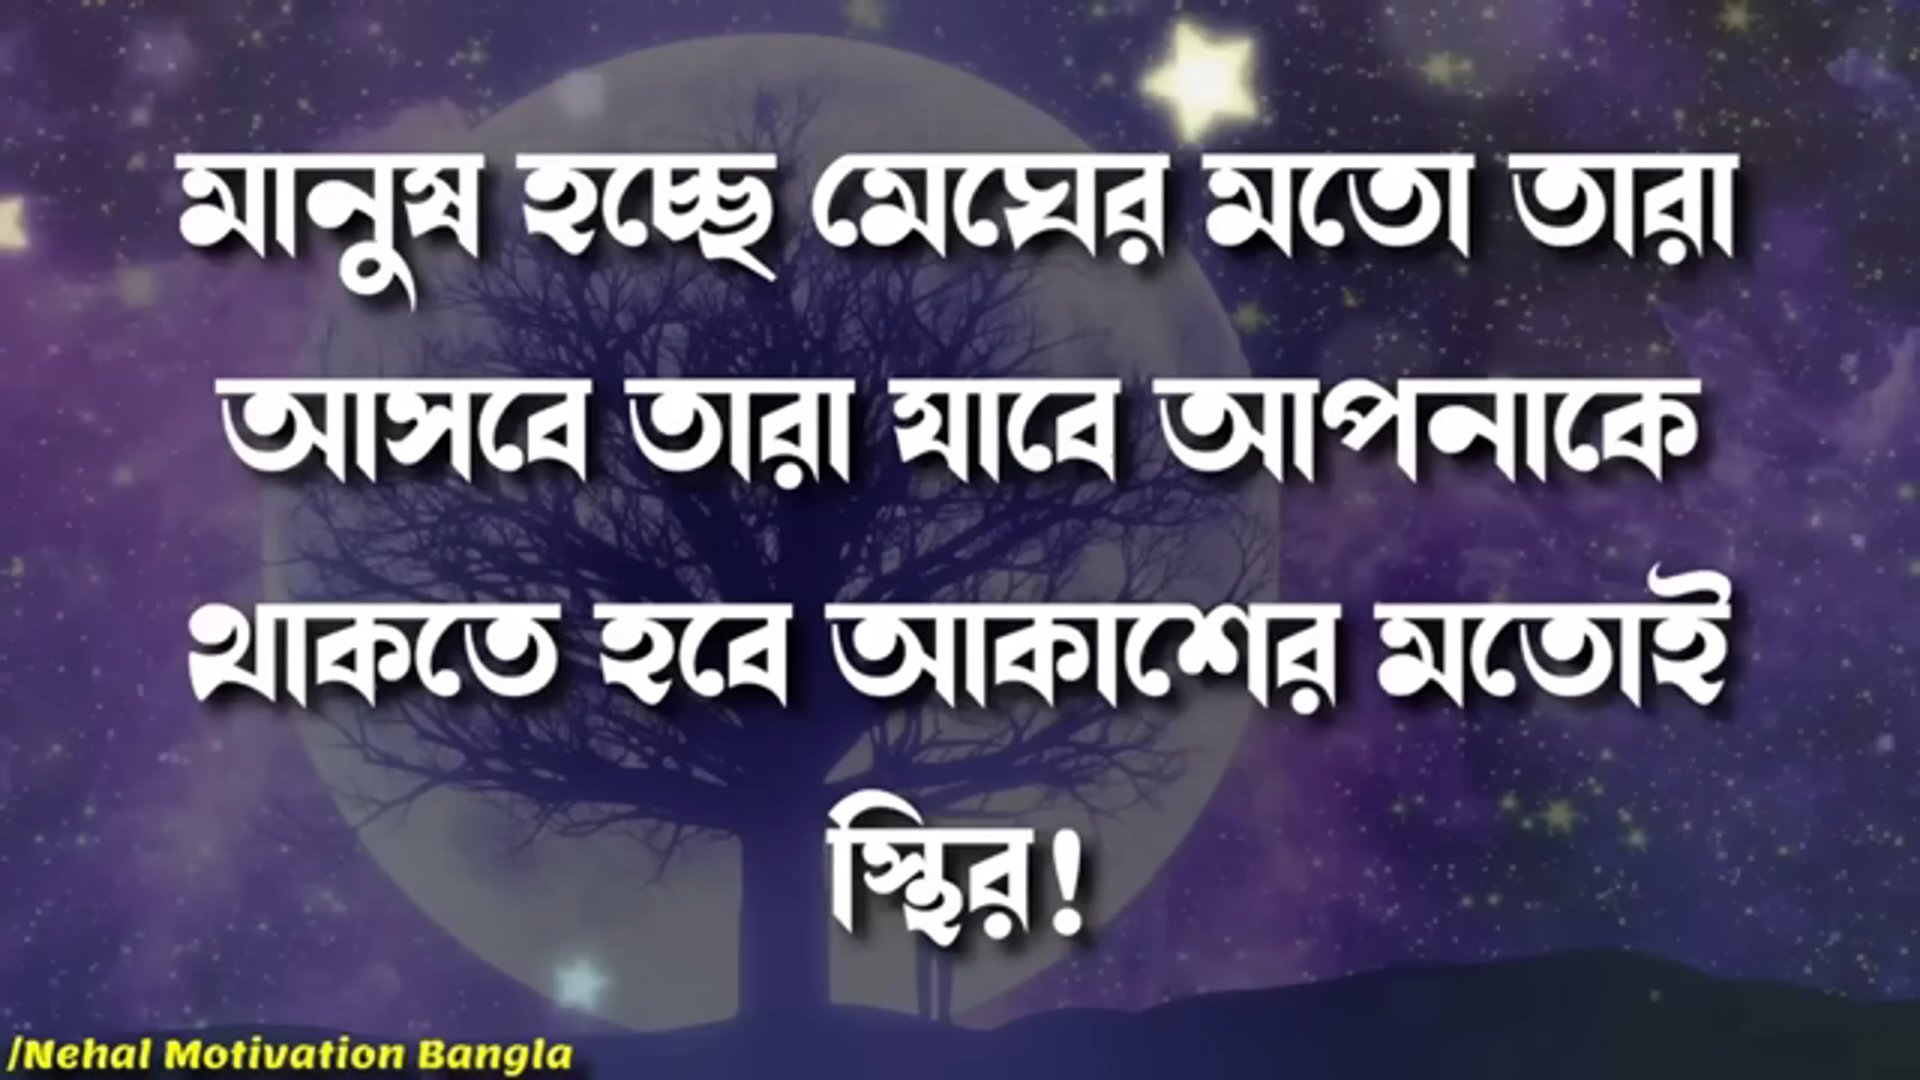 মানুষ হচ্ছে মেঘের মতো তারা
আসবে তারা যাবে আপনাকে
থাকতে হবে আকাশের মতোই
স্থির!
/Nehal Motivation Bangla